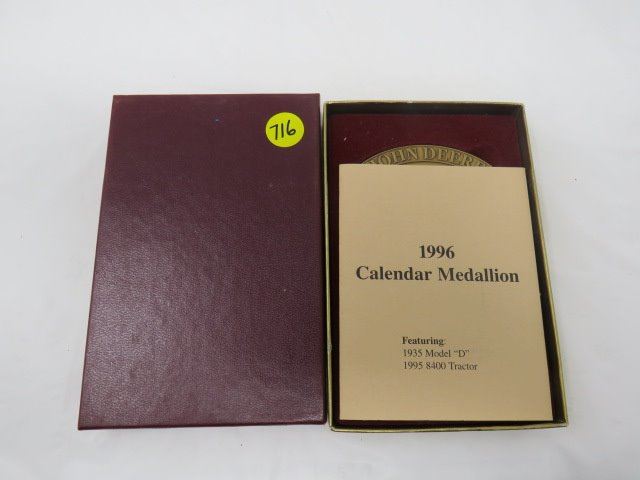 716
JOHN DEERE
1996
Calendar Medallion
Featuring:
1935 Model "D"
1995 8400 Tractor